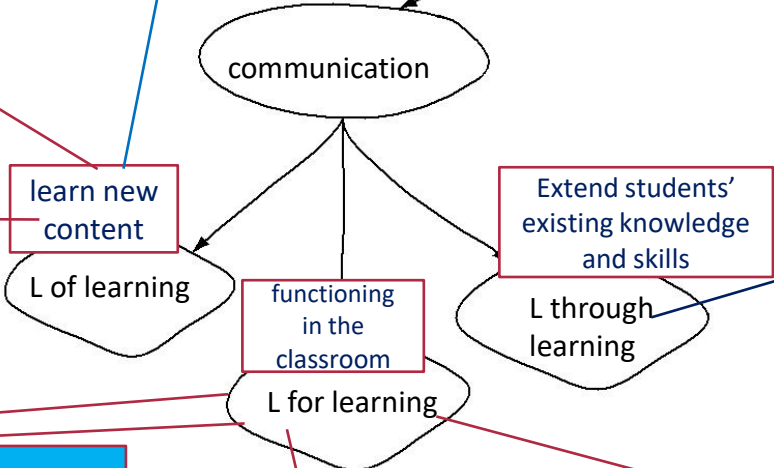 communication
learn new
content
L of learning
functioning
in the
classroom
L for learning
Extend students’
existing knowledge
and skills
L through
learning